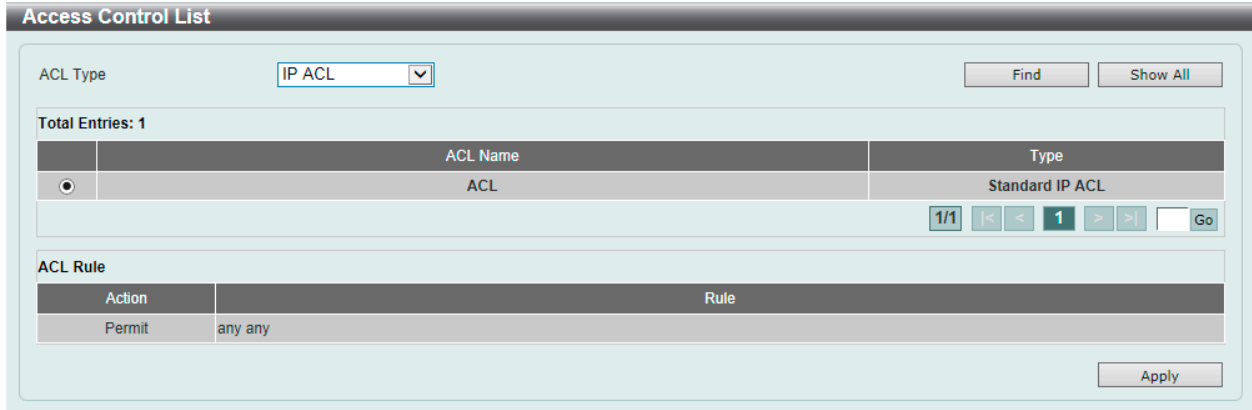 Access Control List
ACL Type IP ACL Find Show All
Total Entries: 1
ACL Name Type
ACL Standard IP ACL
1/1 |< < 1 > >| Go
ACL Rule
Action Rule
Permit any any
Apply